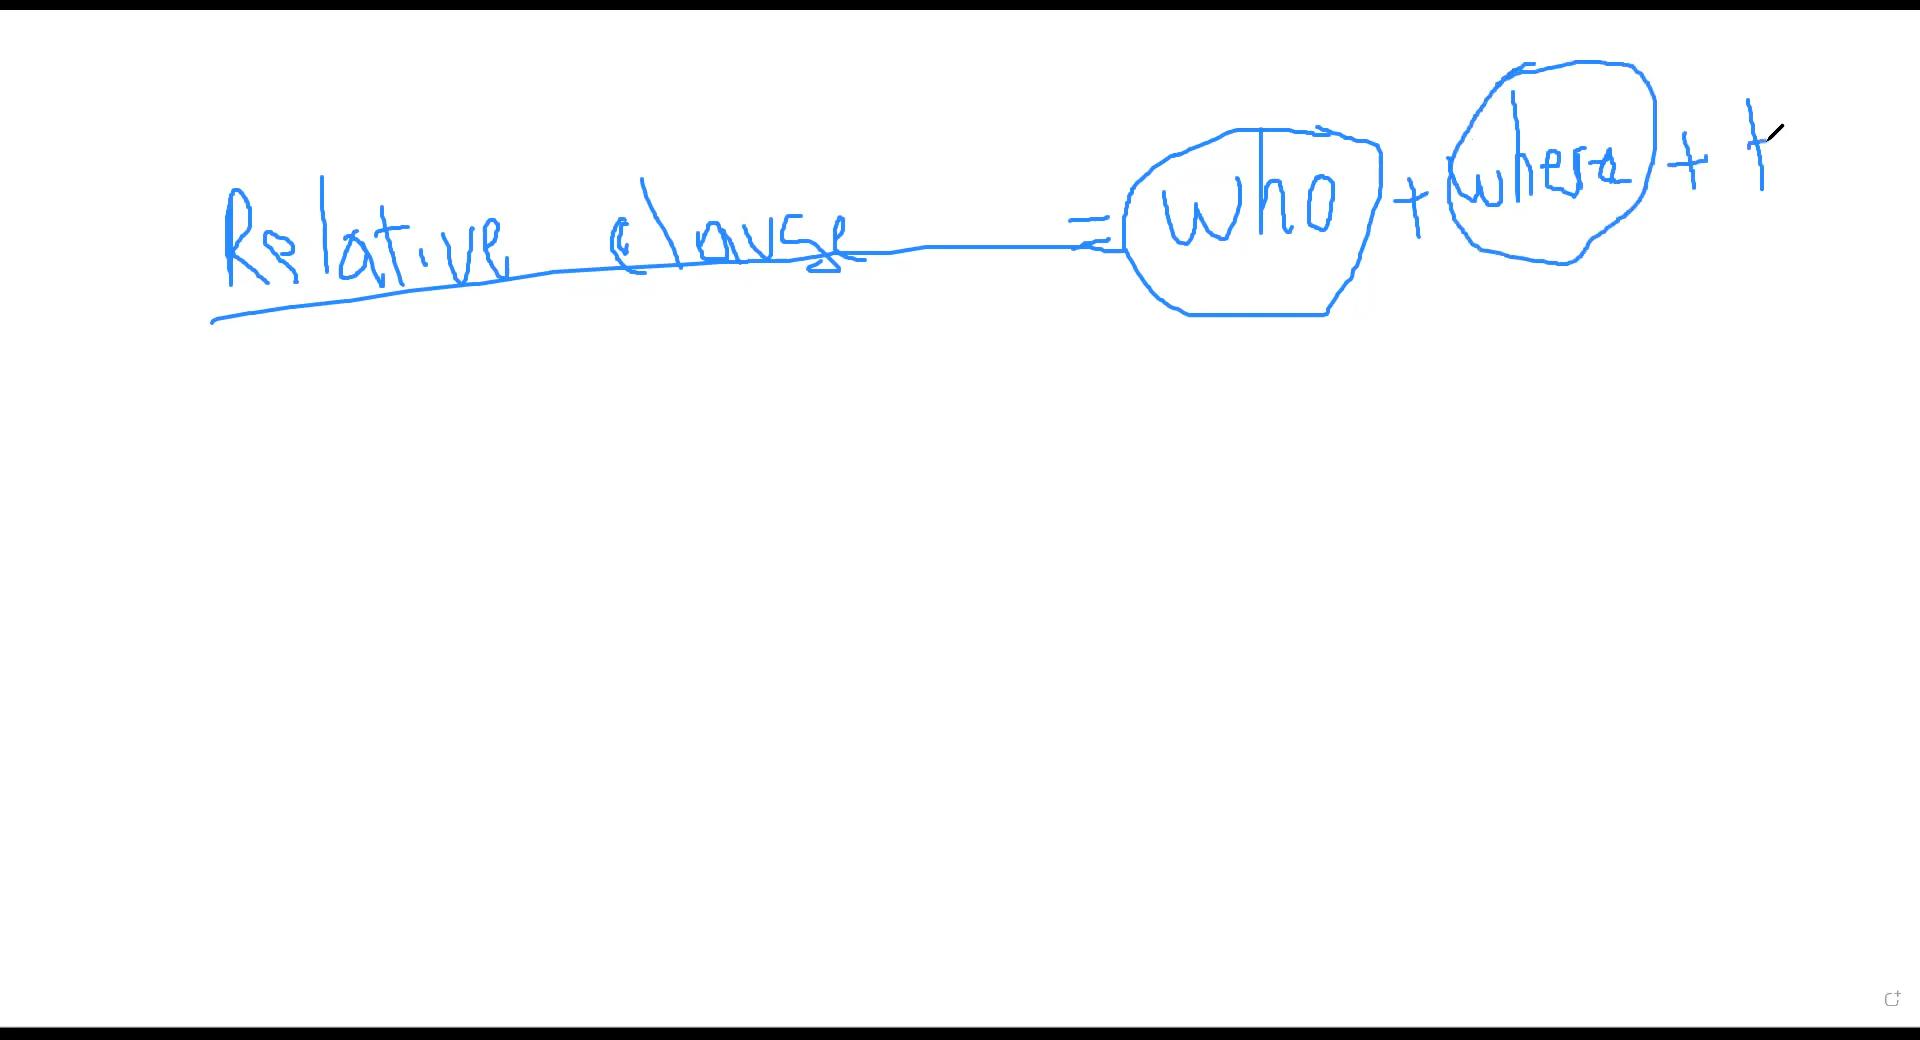 Relative clause = who + where + t